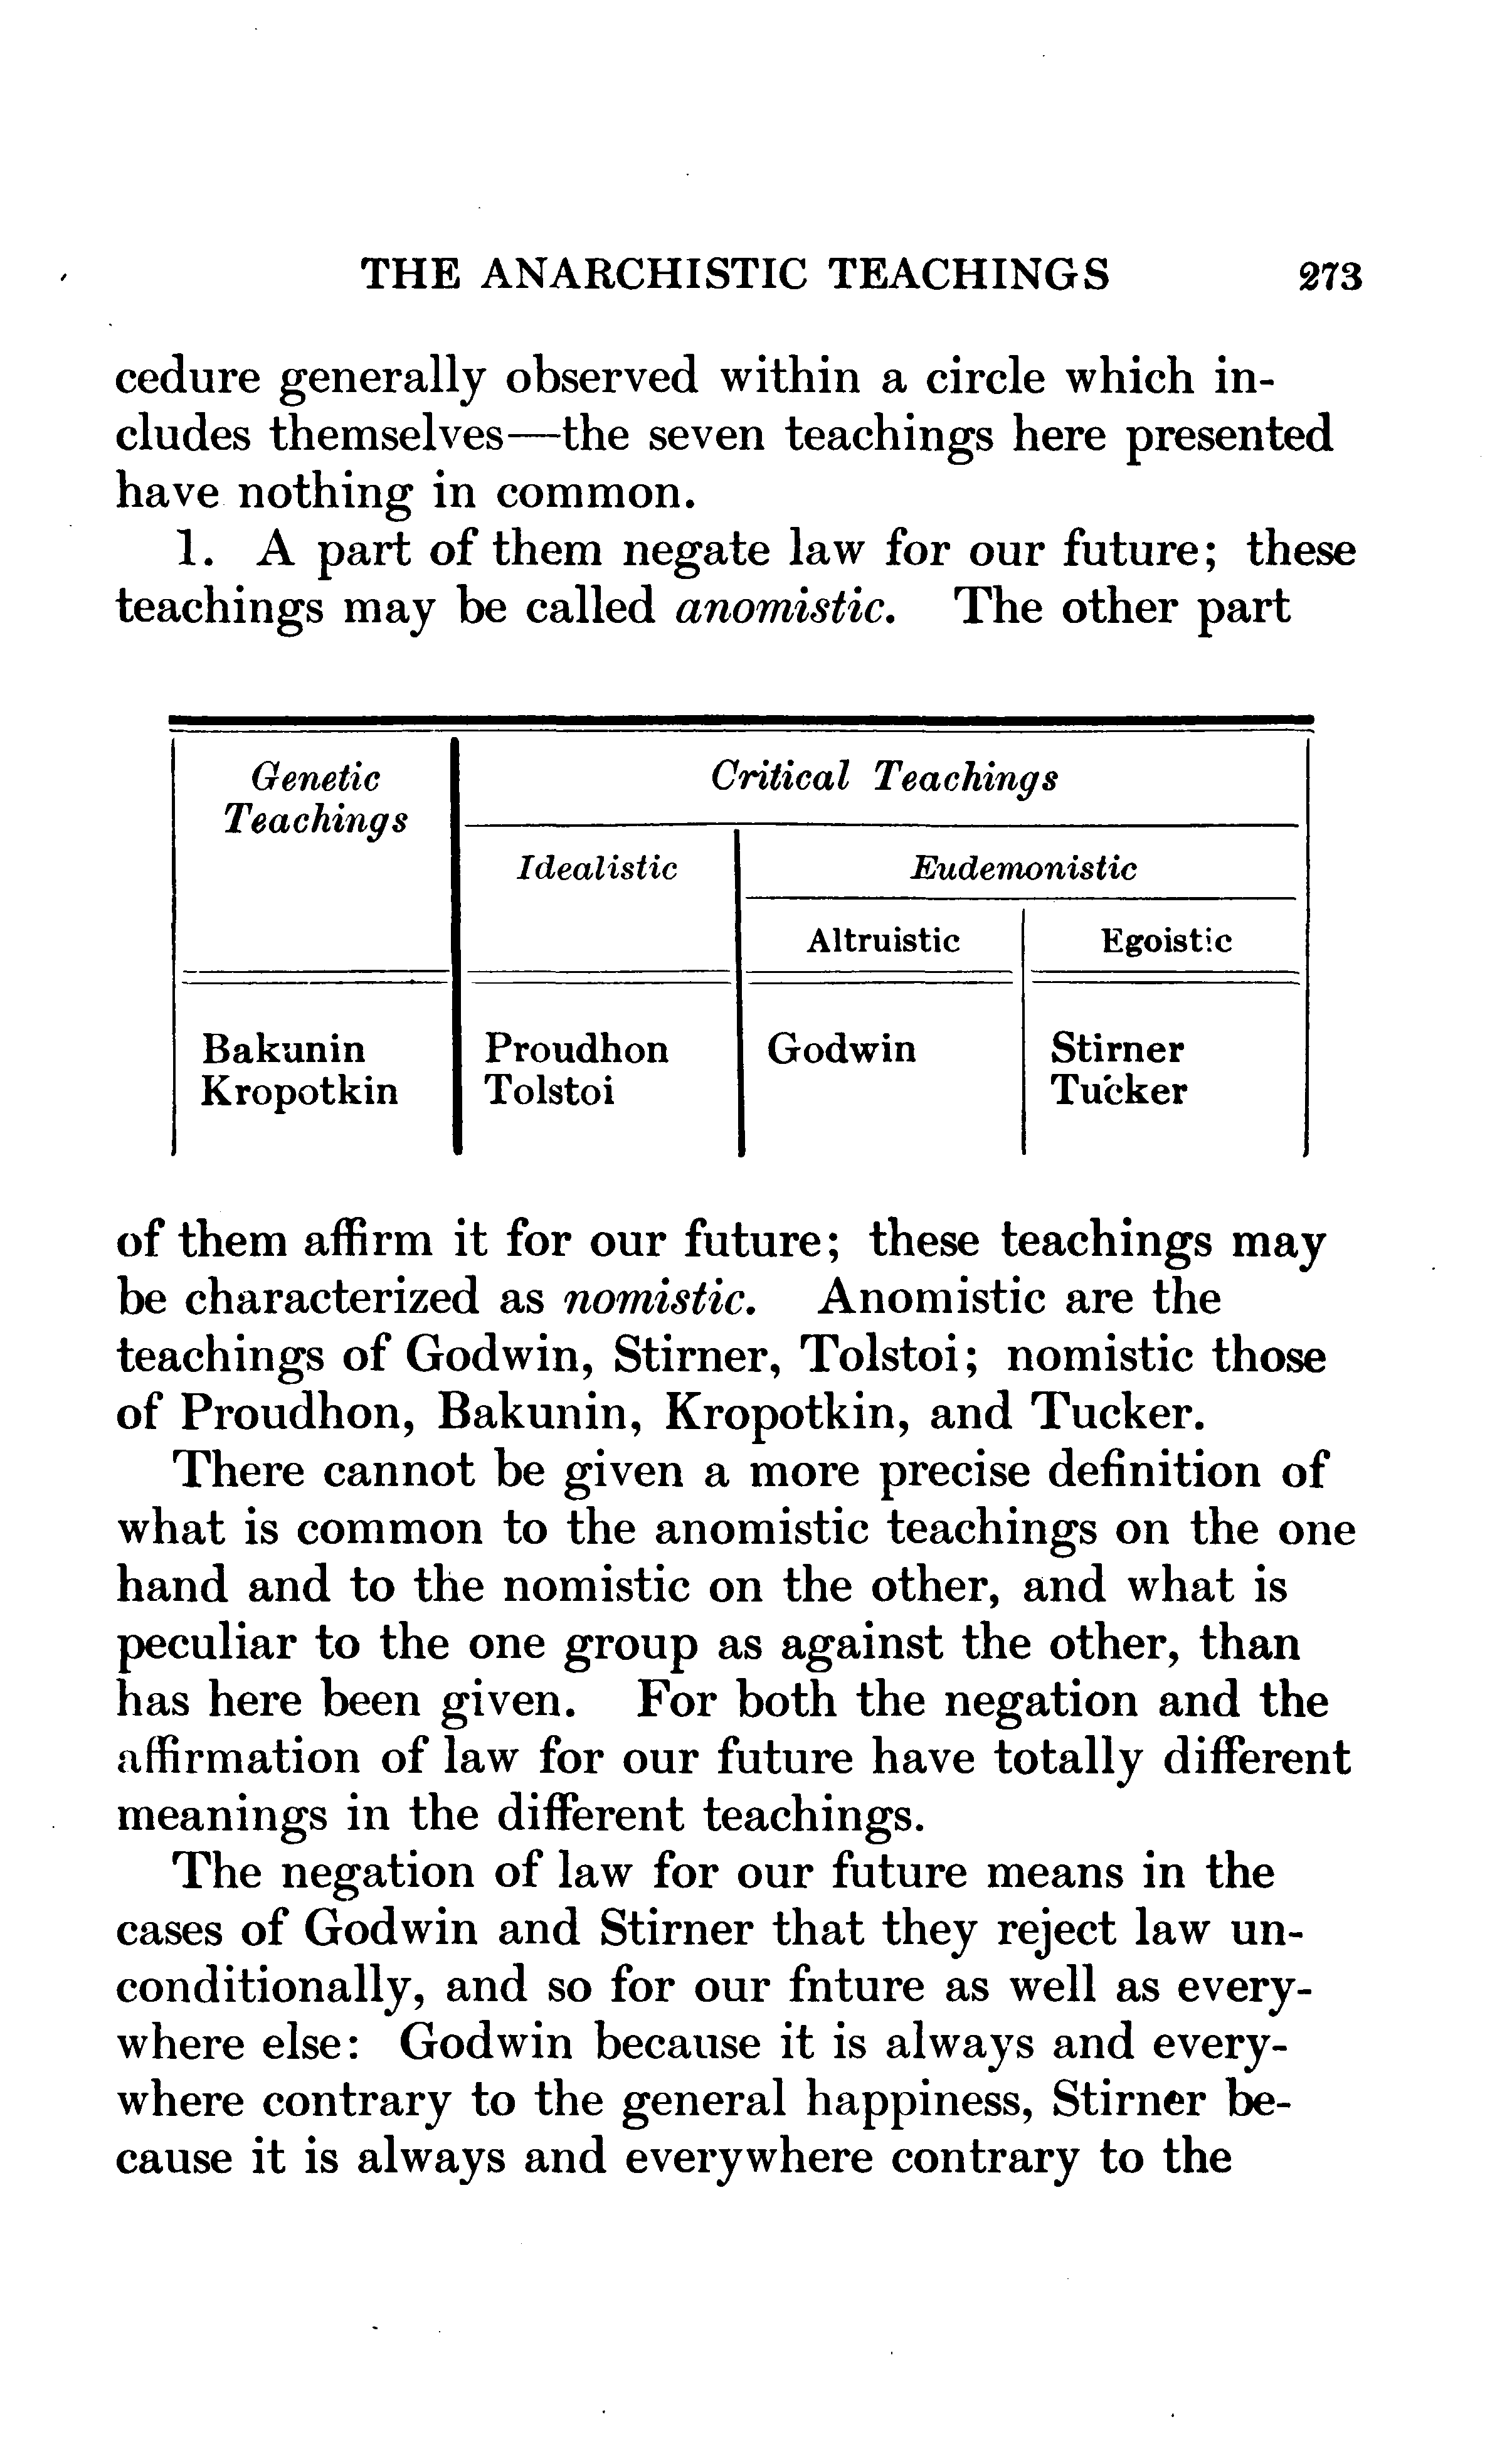 THE ANARCHISTIC TEACHINGS 273
cedure generally observed within a circle which in-
cludes themselves—the seven teachings here presented
have nothing in common.
1. A part of them negate law for our future; these
teachings may be called anomistic. The other part
Genetic Critical Teachings
Teachings
Idealistic Eudemonistic
Altruistic Egoistic
Bakunin Proudhon Godwin Stirner
Kropotkin Tolstoi Tucker
of them affirm it for our future; these teachings may
be characterized as nomistic. Anomistic are the
teachings of Godwin, Stirner, Tolstoi; nomistic those
of Proudhon, Bakunin, Kropotkin, and Tucker.
There cannot be given a more precise definition of
what is common to the anomistic teachings on the one
hand and to the nomistic on the other, and what is
peculiar to the one group as against the other, than
has here been given. For both the negation and the
affirmation of law for our future have totally different
meanings in the different teachings.
The negation of law for our future means in the
cases of Godwin and Stirner that they reject law un-
conditionally, and so for our fnture as well as every-
where else: Godwin because it is always and every-
where contrary to the general happiness, Stirner be-
cause it is always and everywhere contrary to the